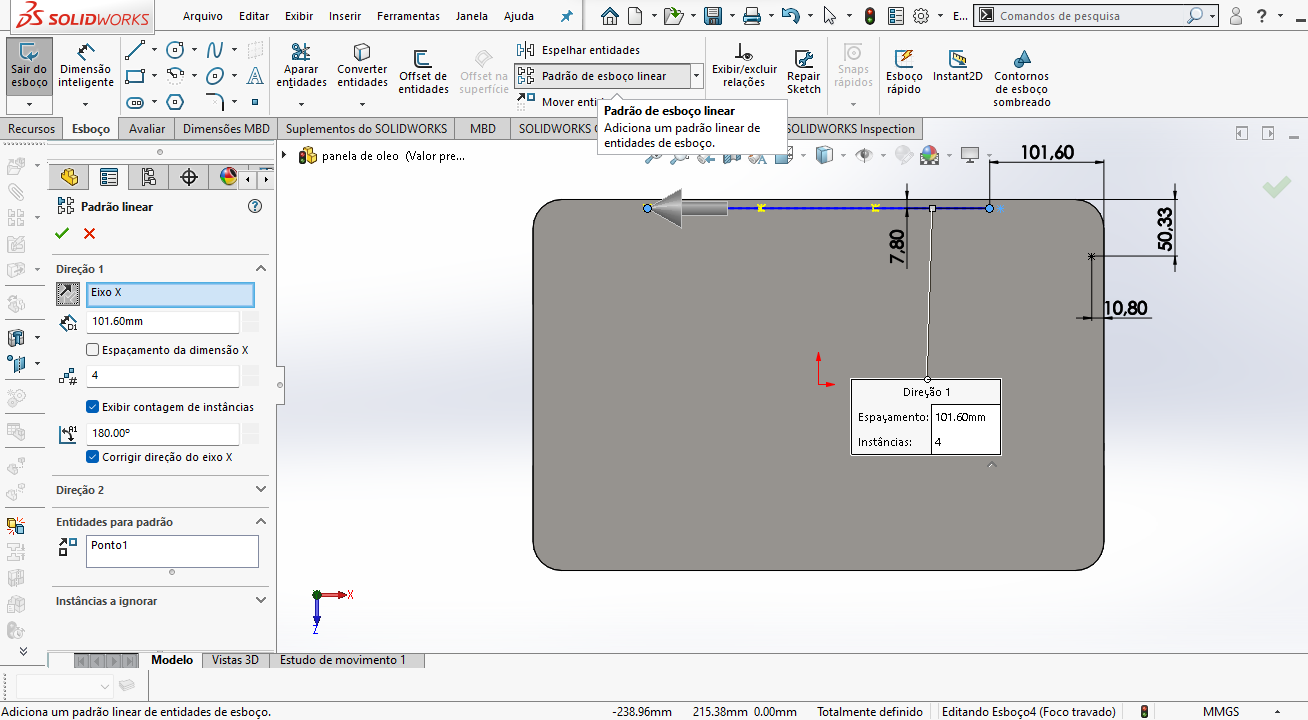 SOLIDWORKS
Arquivo
Editar
Exibir
Inserir
Ferramentas
Janela
Ajuda
E...
Comandos de pesquisa
?
Sair do esboço
Dimensão inteligente
Aparar entidades
Converter entidades
Offset de entidades
Offset na superfície
Espelhar entidades
Padrão de esboço linear
Mover enti
Exibir/excluir relações
Repair Sketch
Snaps rápidos
Esboço rápido
Instant2D
Contornos de esboço sombreado
Padrão de esboço linear
Adiciona um padrão linear de
entidades de esboço.
Recursos
Esboço
Avaliar
Dimensões MBD
Suplementos do SOLIDWORKS
MBD
SOLIDWORKS
SOLIDWORKS Inspection
panela de oleo (Valor pre...
Padrão linear
Direção 1
Eixo X
D1
101.60mm
Espaçamento da dimensão X
#
4
Exibir contagem de instâncias
A1
180.00º
Corrigir direção do eixo X
Direção 2
Entidades para padrão
Ponto1
Instâncias a ignorar
101,60
7,80
50,33
10,80
Direção 1
Espaçamento: 101.60mm
Instâncias: 4
X
Z
Modelo
Vistas 3D
Estudo de movimento 1
Adiciona um padrão linear de entidades de esboço.
-238.96mm
215.38mm
0.00mm
Totalmente definido
Editando Esboço4 (Foco travado)
MMGS